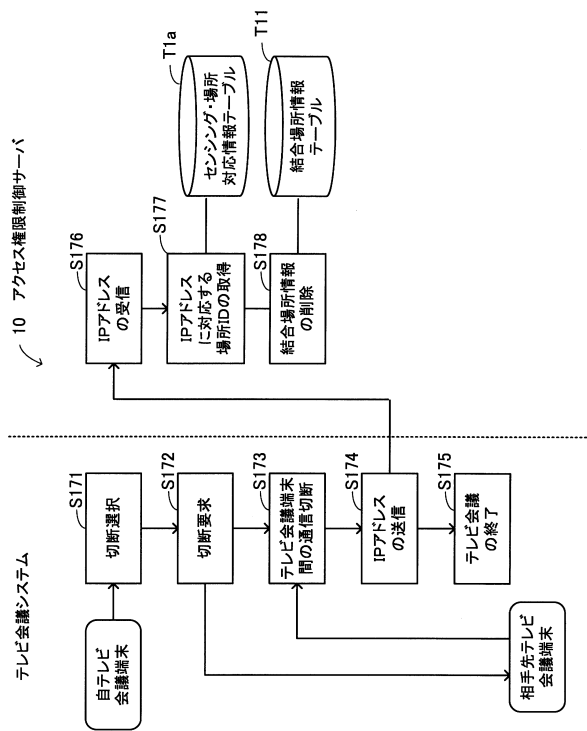 テレビ会議システム
自テレビ
会議端末
S171
切断選択
S172
切断要求
S173
テレビ会議端末
間の通信切断
S174
IPアドレス
の送信
S175
テレビ会議
の終了
相手先テレビ
会議端末
10 アクセス権限制御サーバ
S176
IPアドレス
の受信
S177
IPアドレス
に対応する
場所IDの取得
S178
結合場所情報
の削除
T1a
センシング・場所
対応情報テーブル
T11
結合場所情報
テーブル